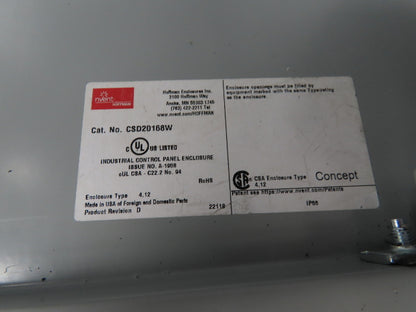 nVent
HOFFMAN
Hoffman Enclosures Inc.
2100 Hoffman Way
Anoka, MN 55303-1745
(763) 422-2211 Tel
www.nvent.com/HOFFMAN
Cat. No. CSD20168W
C UL US LISTED
INDUSTRIAL CONTROL PANEL ENCLOSURE
ISSUE NO. A-1958
cUL CSA - C22.2 No. 94
RoHS
Enclosure Type 4,12
Made in USA of Foreign and Domestic Parts
Product Revision D
22118
Enclosure openings must be filled by
equipment marked with the same Type rating
as the enclosure.
CSA Enclosure Type
4,12
Concept
Patent see https://www.nvent.com/Patents
IP66